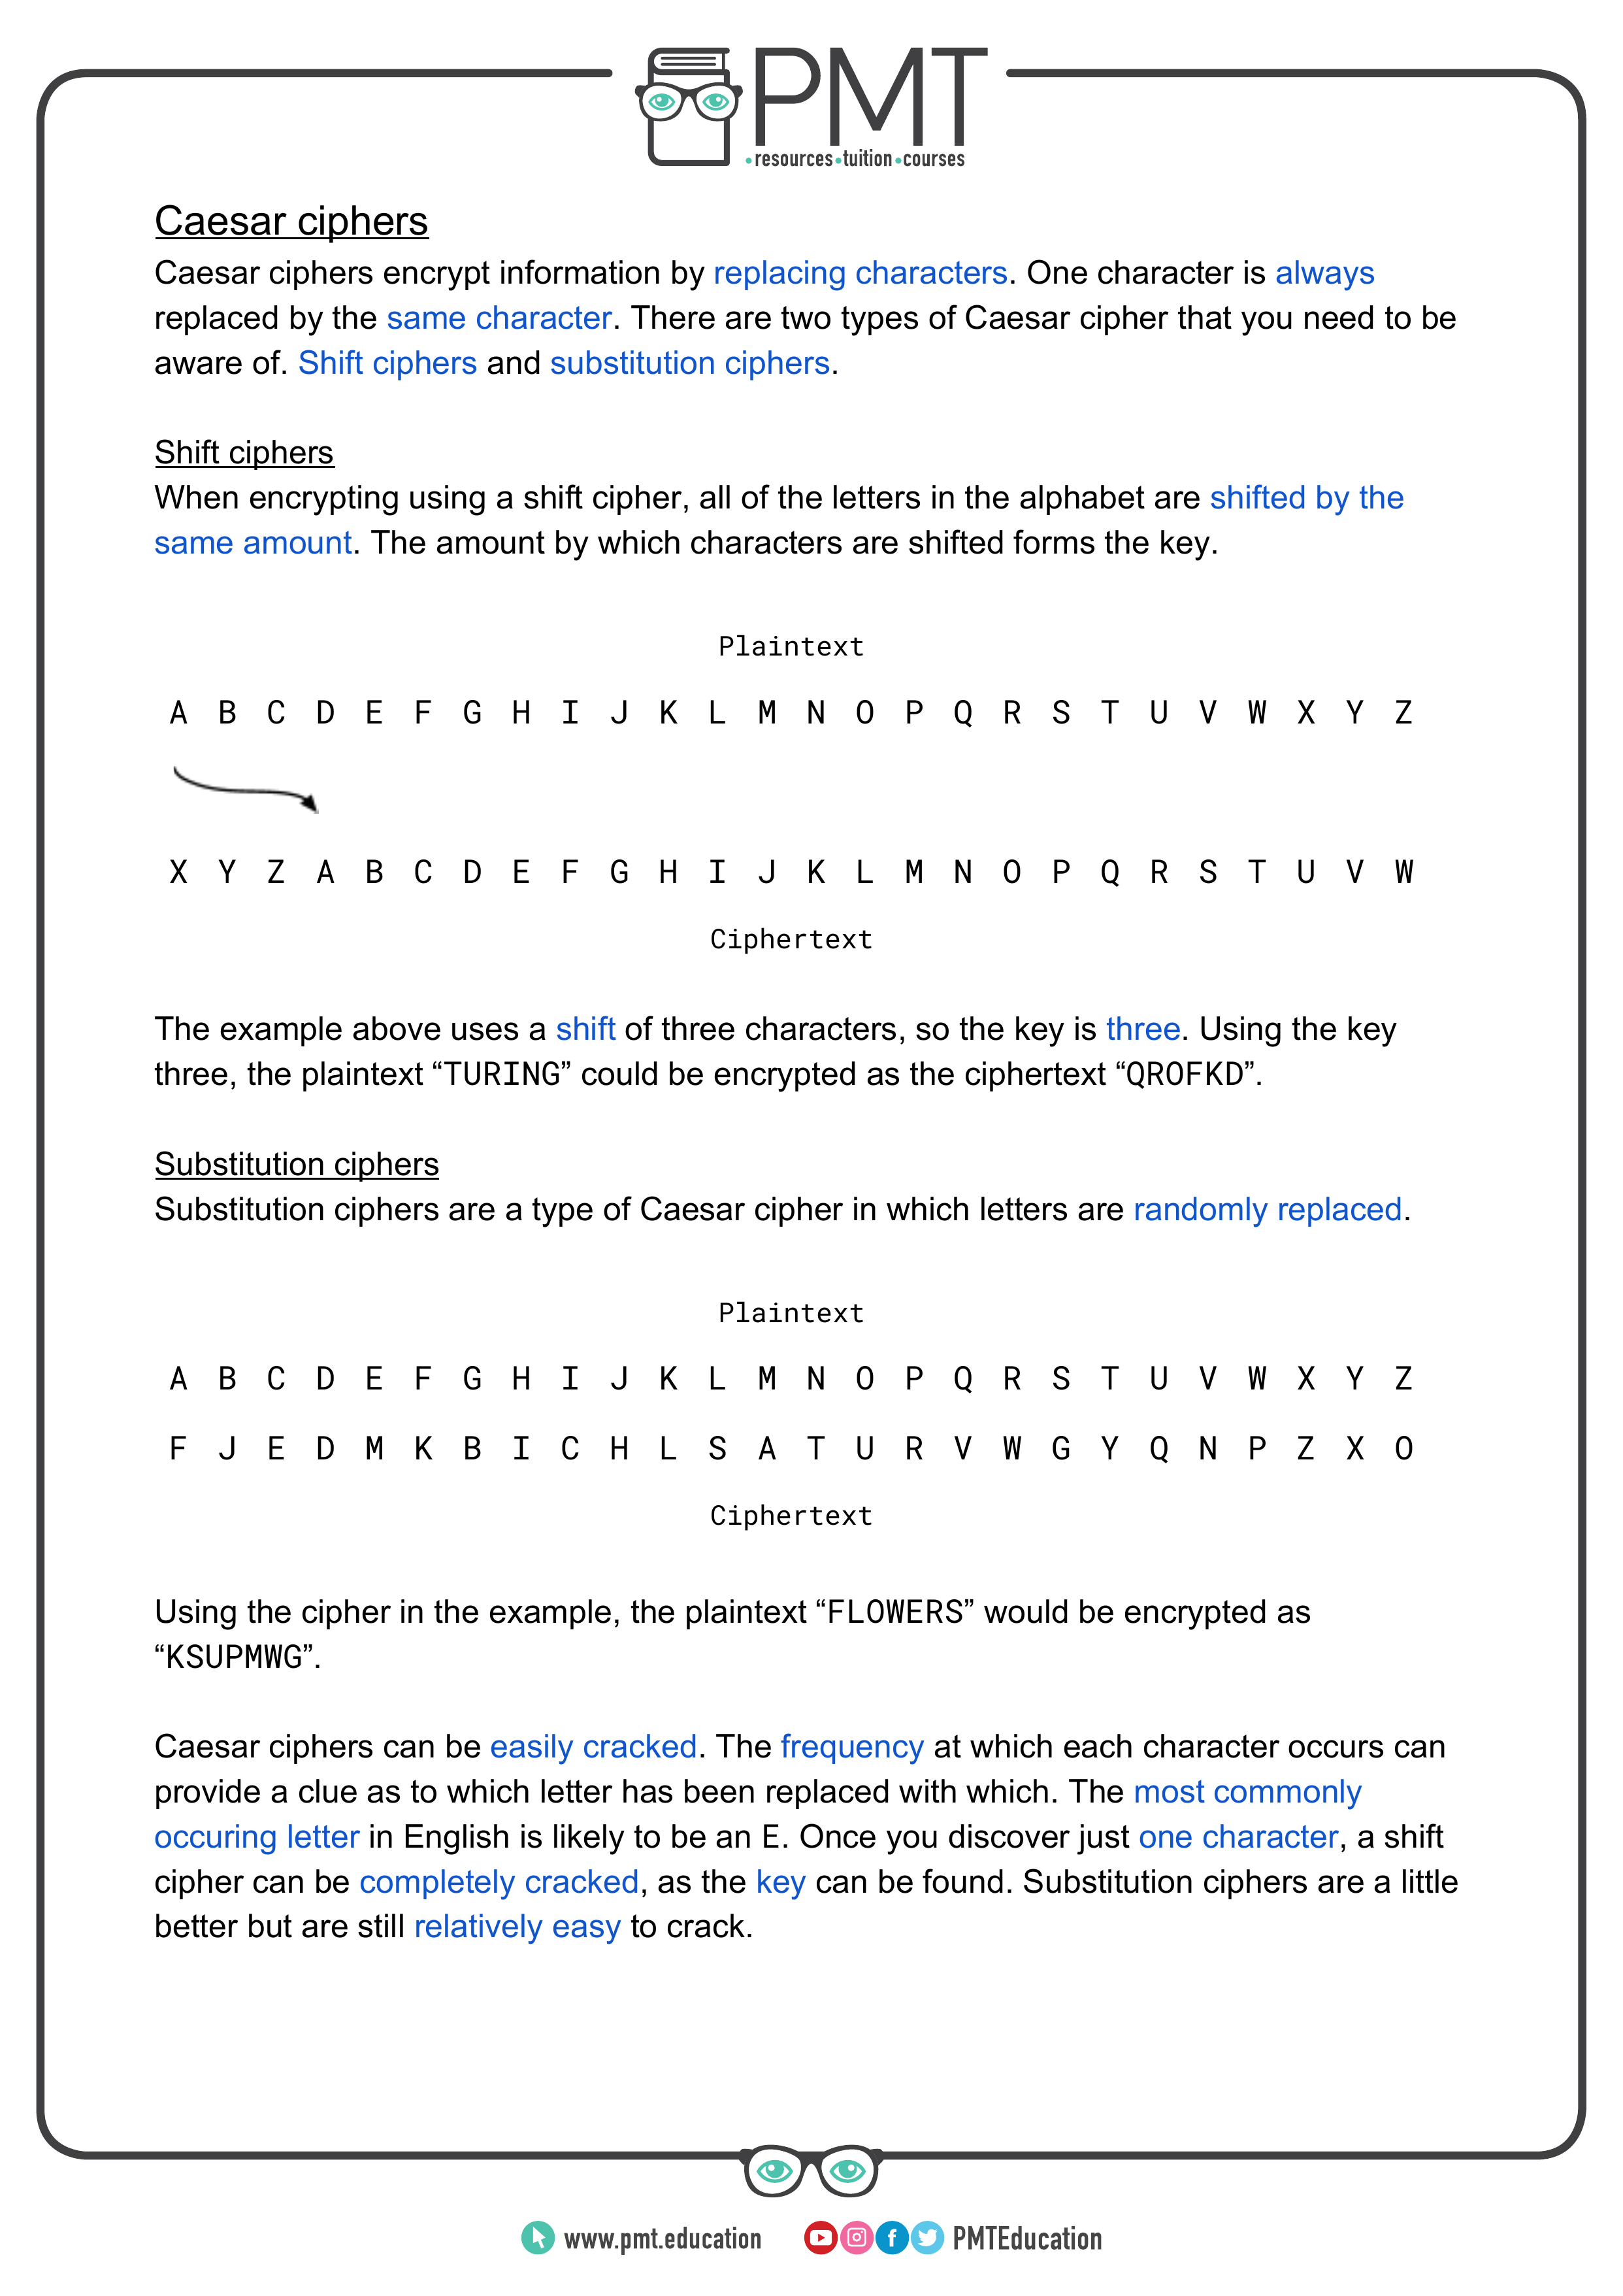 PMT
•resources•tuition•courses
Caesar ciphers
Caesar ciphers encrypt information by replacing characters. One character is always
replaced by the same character. There are two types of Caesar cipher that you need to be
aware of. Shift ciphers and substitution ciphers.
Shift ciphers
When encrypting using a shift cipher, all of the letters in the alphabet are shifted by the
same amount. The amount by which characters are shifted forms the key.
Plaintext
A B C D E F G H I J K L M N O P Q R S T U V W X Y Z
X Y Z A B C D E F G H I J K L M N O P Q R S T U V W
Ciphertext
The example above uses a shift of three characters, so the key is three. Using the key
three, the plaintext “TURING” could be encrypted as the ciphertext “QROFKD”.
Substitution ciphers
Substitution ciphers are a type of Caesar cipher in which letters are randomly replaced.
Plaintext
A B C D E F G H I J K L M N O P Q R S T U V W X Y Z
F J E D M K B I C H L S A T U R V W G Y Q N P Z X O
Ciphertext
Using the cipher in the example, the plaintext “FLOWERS” would be encrypted as
“KSUPMWG”.
Caesar ciphers can be easily cracked. The frequency at which each character occurs can
provide a clue as to which letter has been replaced with which. The most commonly
occuring letter in English is likely to be an E. Once you discover just one character, a shift
cipher can be completely cracked, as the key can be found. Substitution ciphers are a little
better but are still relatively easy to crack.
www.pmt.education PMTEducation